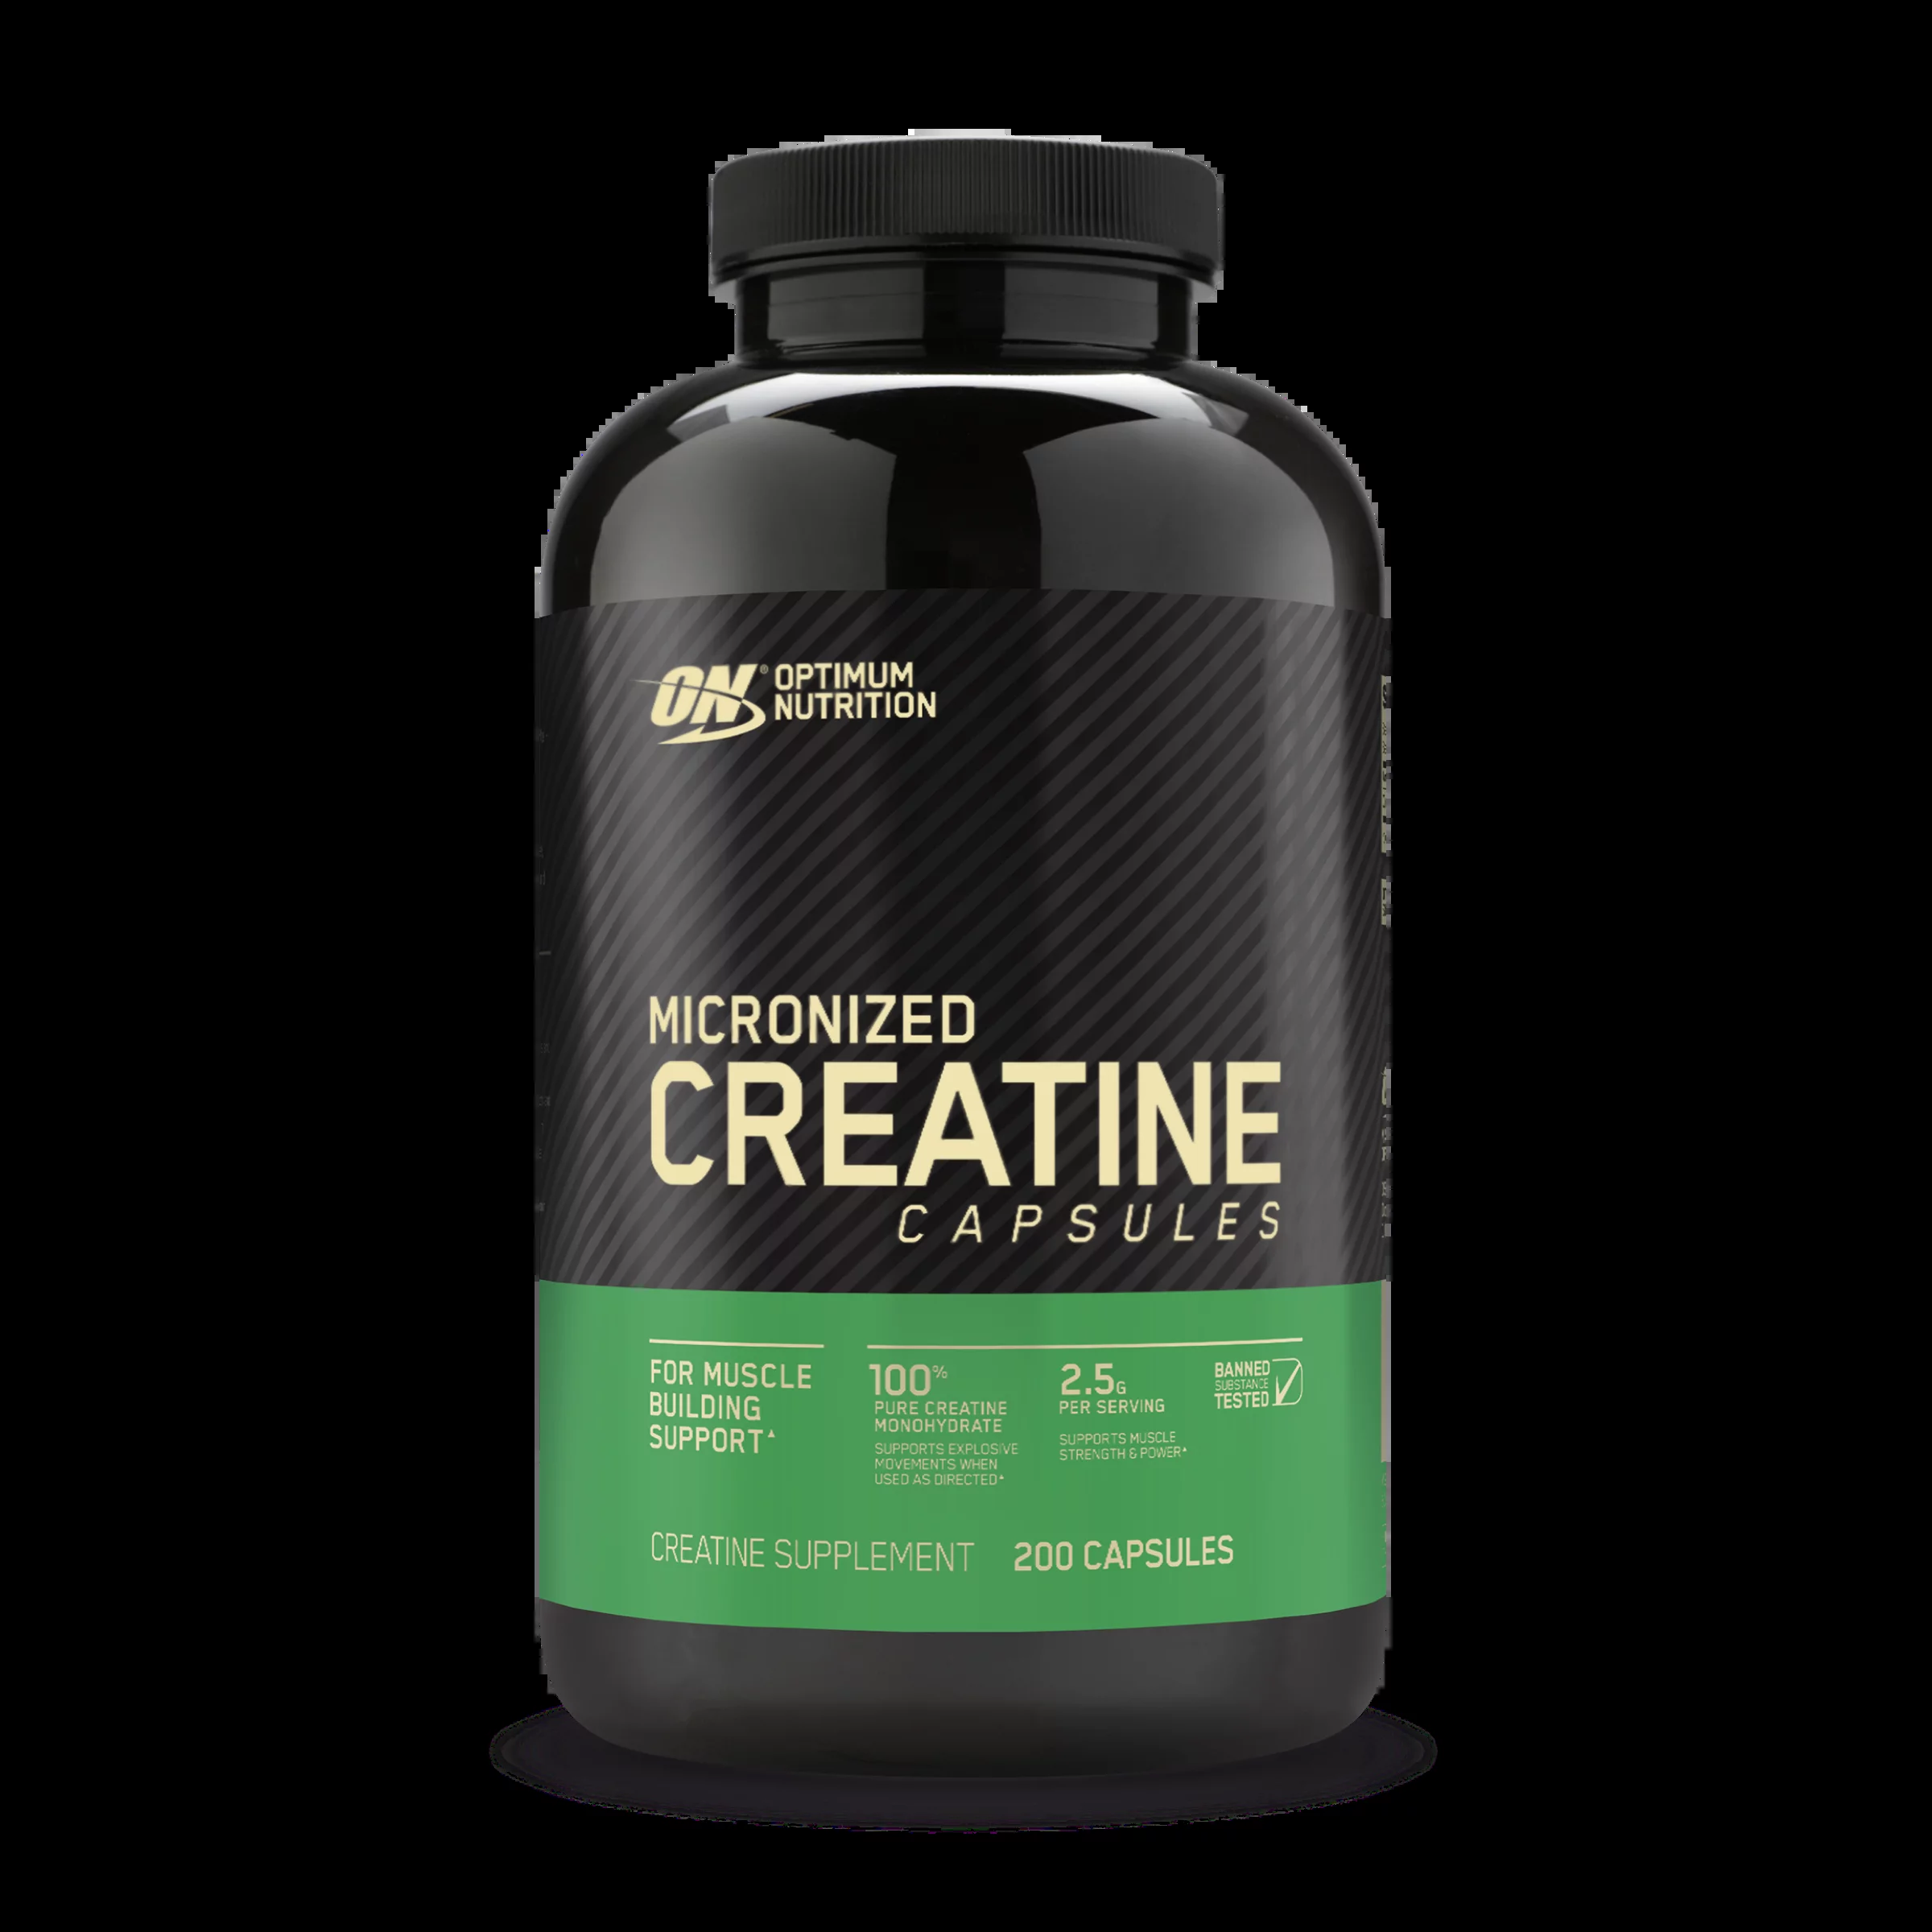 ON® OPTIMUM
NUTRITION
MICRONIZED
CREATINE
CAPSULES
FOR MUSCLE
BUILDING
SUPPORT▲
100%
PURE CREATINE
MONOHYDRATE
SUPPORTS EXPLOSIVE
MOVEMENTS WHEN
USED AS DIRECTED▲
2.5G
PER SERVING
SUPPORTS MUSCLE
STRENGTH & POWER▲
BANNED
SUBSTANCE
TESTED
CREATINE SUPPLEMENT 200 CAPSULES